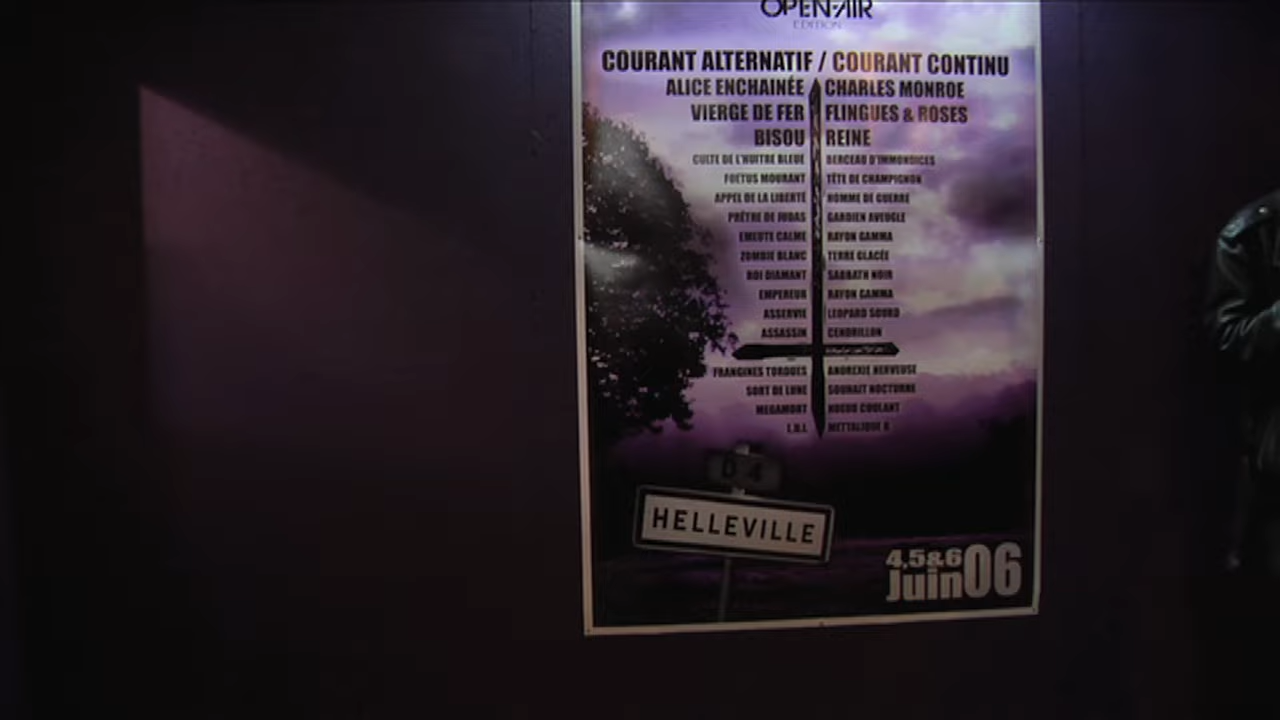 OPEN-AIR
EDITION
COURANT ALTERNATIF / COURANT CONTINU
ALICE ENCHAINÉE CHARLES MONROE
VIERGE DE FER FLINGUES & ROSES
BISOU REINE
CULTE DE L'HUITRE BLEUE BERCEAU D'IMMONDICES
FOETUS MOURANT TÊTE DE CHAMPIGNON
APPEL DE LA LIBERTÉ HOMME DE GUERRE
PRÊTRE DE JUDAS GARDIEN AVEUGLE
EMEUTE CALME RAYON GAMMA
ZOMBIE BLANC TERRE GLACÉE
ROI DIAMANT SABBATH NOIR
EMPEREUR RAYON GAMMA
ASSERVIE LEOPARD SOURD
ASSASSIN CENDRILLON
FRANGINES TORDUES ANOREXIE NERVEUSE
SORT DE LUNE SOUHAIT NOCTURNE
MEGAMORT COULANT
METTALIQUE A
D 4
HELLEVILLE
4,5&6
Juin06